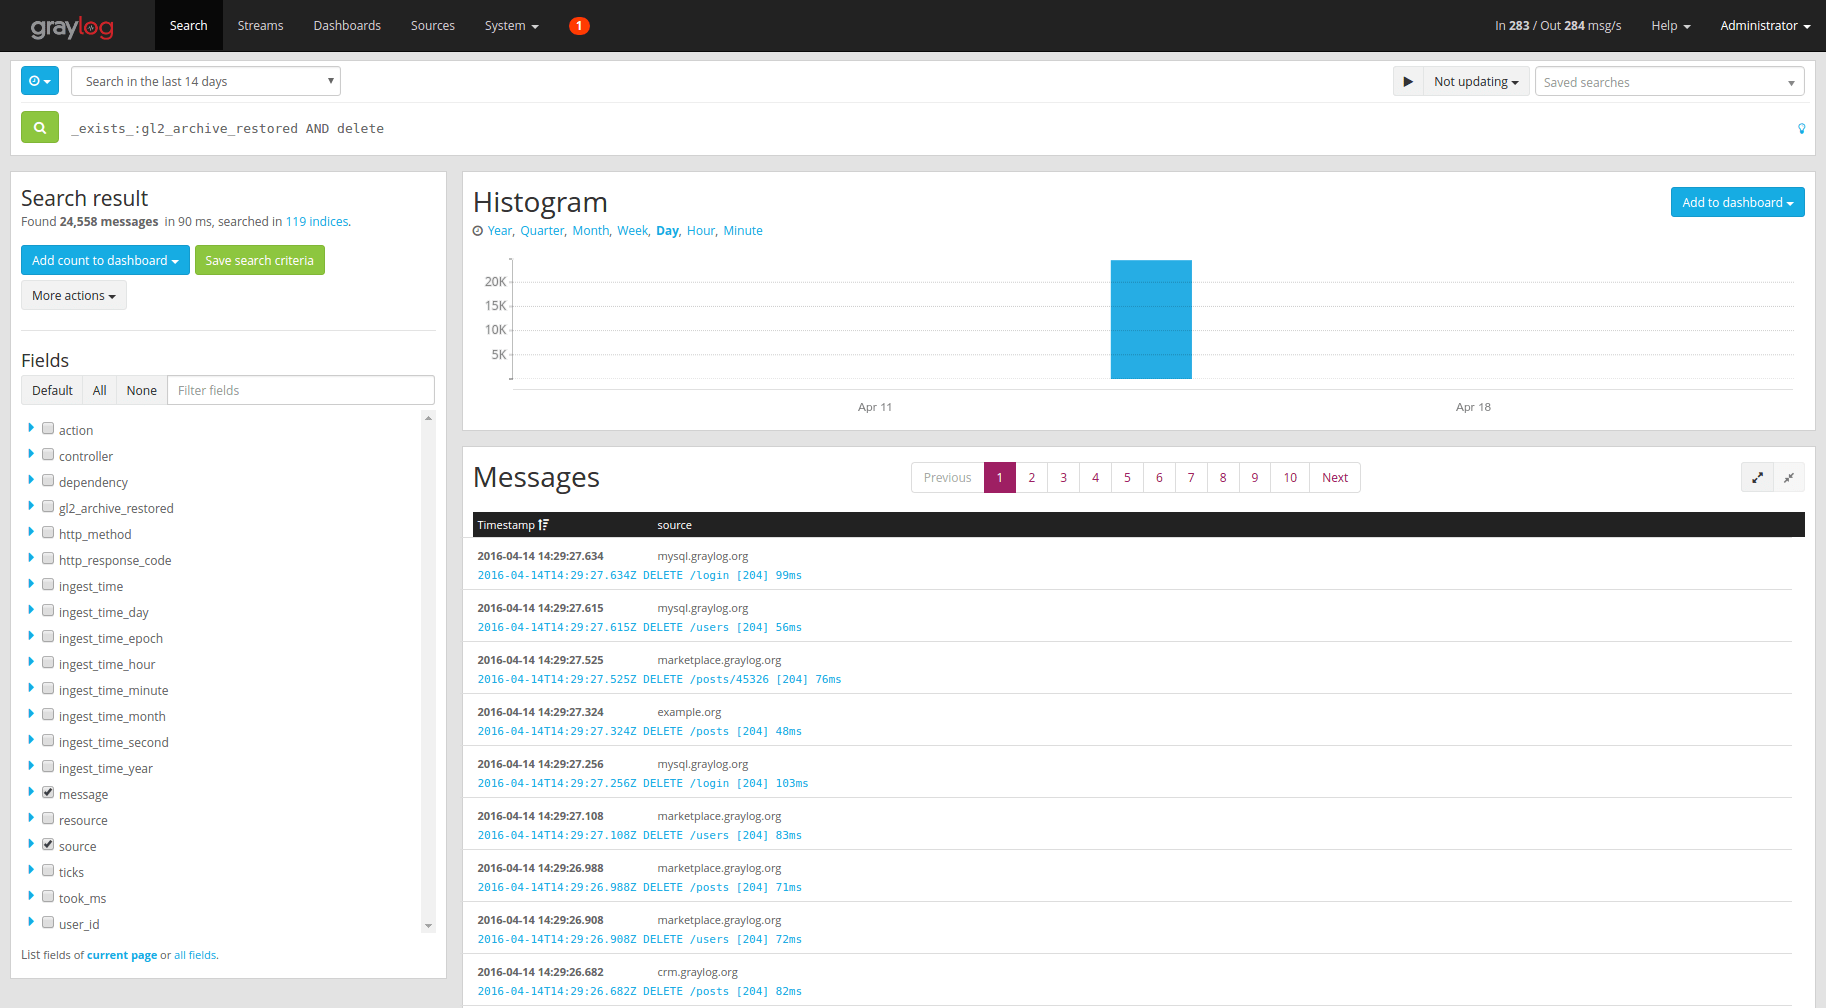 graylog Search Streams Dashboards Sources System 1 In 283 / Out 284 msg/s Help Administrator
Search in the last 14 days Not updating Saved searches
_exists_:gl2_archive_restored AND delete
Search result
Found 24,558 messages in 90 ms, searched in 119 indices.
Add count to dashboard Save search criteria
More actions
Fields
Default All None Filter fields
action
controller
dependency
gl2_archive_restored
http_method
http_response_code
ingest_time
ingest_time_day
ingest_time_epoch
ingest_time_hour
ingest_time_minute
ingest_time_month
ingest_time_second
ingest_time_year
message
resource
source
ticks
took_ms
user_id
List fields of current page or all fields.
Histogram
Add to dashboard
Year, Quarter, Month, Week, Day, Hour, Minute
20K
15K
10K
5K
Apr 11 Apr 18
Messages
Previous 1 2 3 4 5 6 7 8 9 10 Next
Timestamp source
2016-04-14 14:29:27.634 mysql.graylog.org
2016-04-14T14:29:27.634Z DELETE /login [204] 99ms
2016-04-14 14:29:27.615 mysql.graylog.org
2016-04-14T14:29:27.615Z DELETE /users [204] 56ms
2016-04-14 14:29:27.525 marketplace.graylog.org
2016-04-14T14:29:27.525Z DELETE /posts/45326 [204] 76ms
2016-04-14 14:29:27.324 example.org
2016-04-14T14:29:27.324Z DELETE /posts [204] 48ms
2016-04-14 14:29:27.256 mysql.graylog.org
2016-04-14T14:29:27.256Z DELETE /login [204] 103ms
2016-04-14 14:29:27.108 marketplace.graylog.org
2016-04-14T14:29:27.108Z DELETE /users [204] 83ms
2016-04-14 14:29:26.988 marketplace.graylog.org
2016-04-14T14:29:26.988Z DELETE /posts [204] 71ms
2016-04-14 14:29:26.908 marketplace.graylog.org
2016-04-14T14:29:26.908Z DELETE /users [204] 72ms
2016-04-14 14:29:26.682 crm.graylog.org
2016-04-14T14:29:26.682Z DELETE /posts [204] 82ms